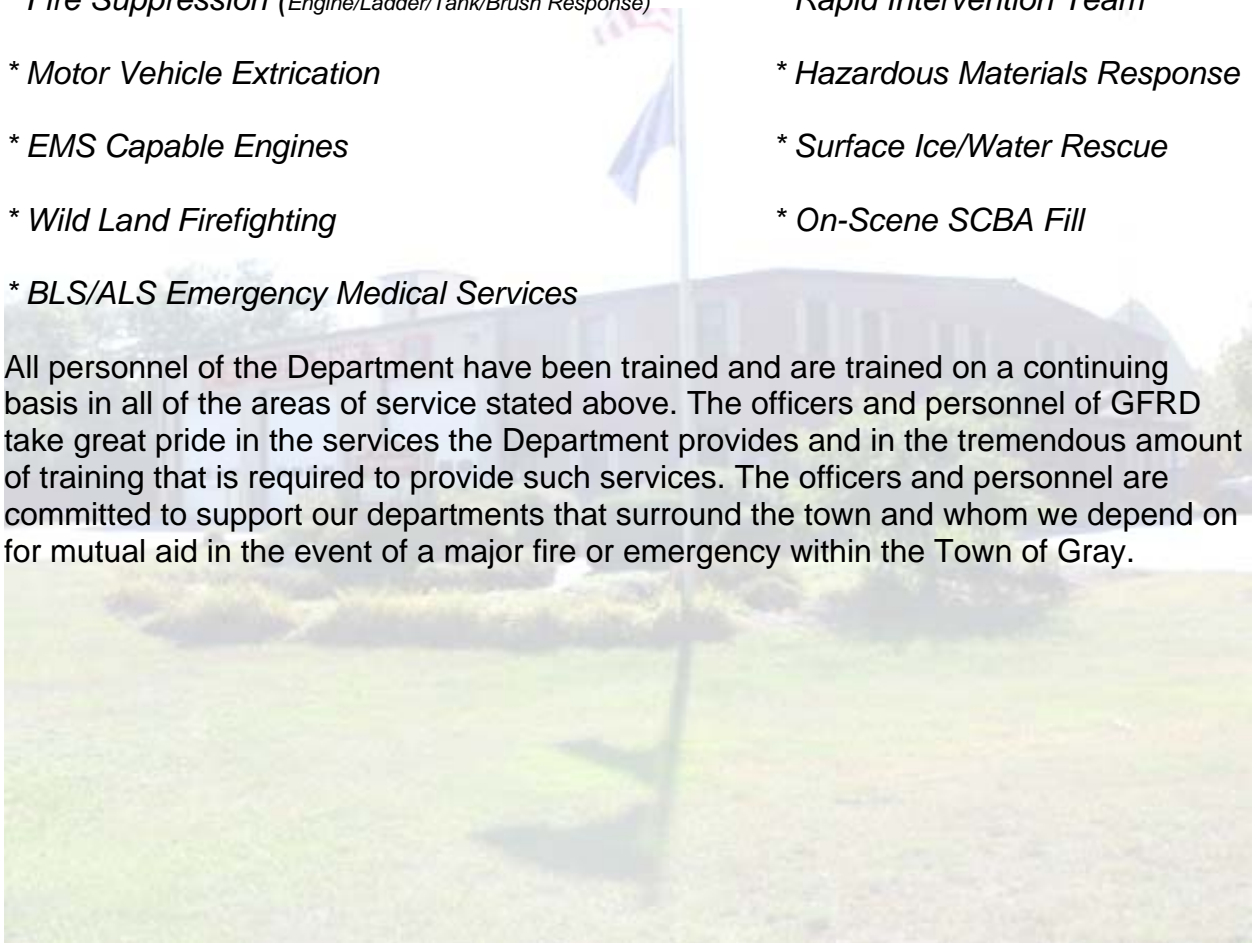 Fire Suppression (Engine/Ladder/Tank/Brush Response)
Rapid Intervention Team
* Motor Vehicle Extrication
* Hazardous Materials Response
* EMS Capable Engines
* Surface Ice/Water Rescue
* Wild Land Firefighting
* On-Scene SCBA Fill
* BLS/ALS Emergency Medical Services
All personnel of the Department have been trained and are trained on a continuing
basis in all of the areas of service stated above. The officers and personnel of GFRD
take great pride in the services the Department provides and in the tremendous amount
of training that is required to provide such services. The officers and personnel are
committed to support our departments that surround the town and whom we depend on
for mutual aid in the event of a major fire or emergency within the Town of Gray.